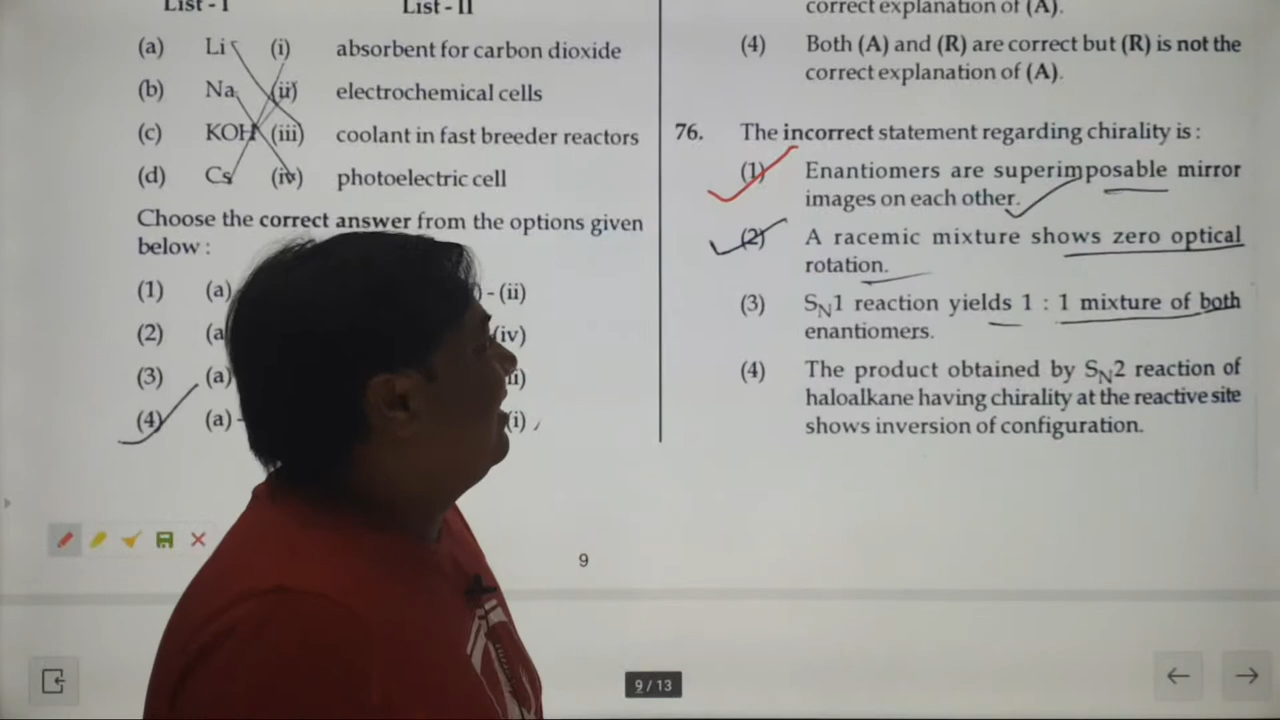 List - I List - II
(a) Li (i) absorbent for carbon dioxide
(b) Na (ii) electrochemical cells
(c) KOH (iii) coolant in fast breeder reactors
(d) Cs (iv) photoelectric cell
Choose the correct answer from the options given
below :
(1) (a) - (ii)
(2) (a (iv)
(3) (a)
(4) (a) - (i)
9
correct explanation of (A).
(4) Both (A) and (R) are correct but (R) is not the
correct explanation of (A).
76. The incorrect statement regarding chirality is :
(1) Enantiomers are superimposable mirror
images on each other.
(2) A racemic mixture shows zero optical
rotation.
(3) SN1 reaction yields 1 : 1 mixture of both
enantiomers.
(4) The product obtained by SN2 reaction of
haloalkane having chirality at the reactive site
shows inversion of configuration.
9 / 13